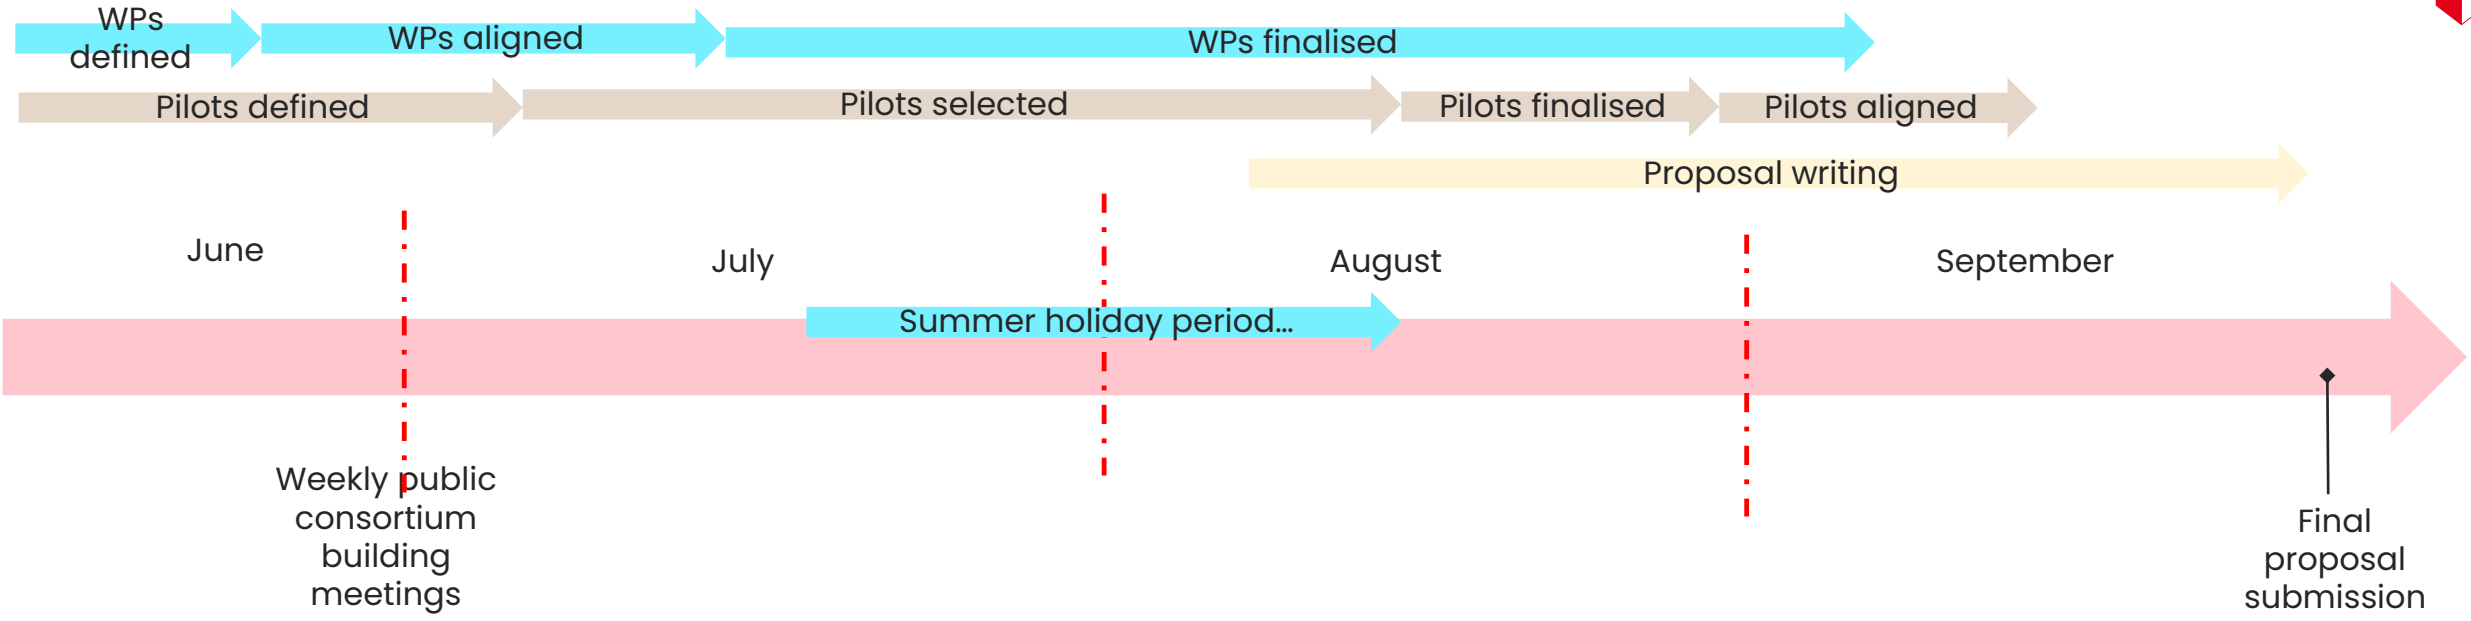 WPs
defined
WPs aligned
WPs finalised
Pilots defined
Pilots selected
Pilots finalised
Pilots aligned
Proposal writing
June
July
August
September
Summer holiday period...
Weekly public
consortium
building
meetings
Final
proposal
submission